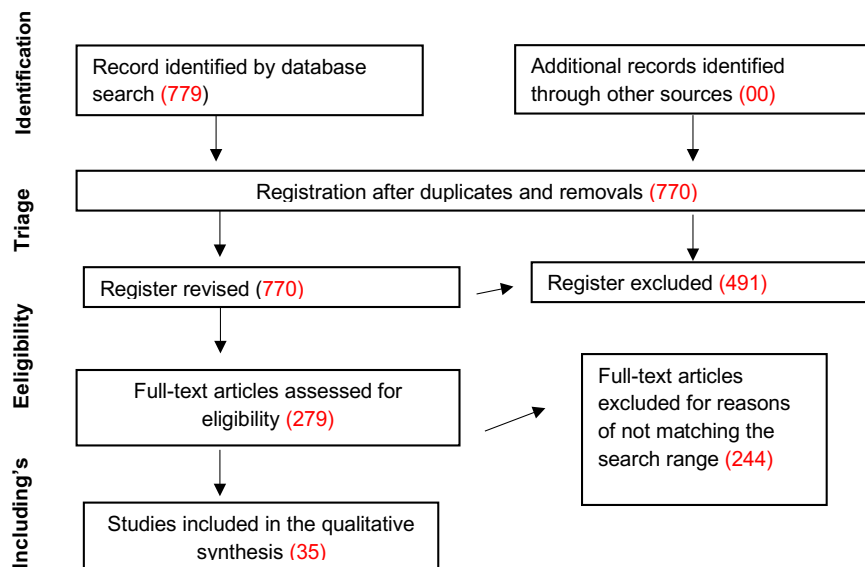 Identification
Record identified by database
search (779)
Additional records identified
through other sources (00)
Triage
Registration after duplicates and removals (770)
Register revised (770)
Register excluded (491)
Eeligibility
Full-text articles assessed for
eligibility (279)
Full-text articles
excluded for reasons
of not matching the
search range (244)
Including's
Studies included in the qualitative
synthesis (35)